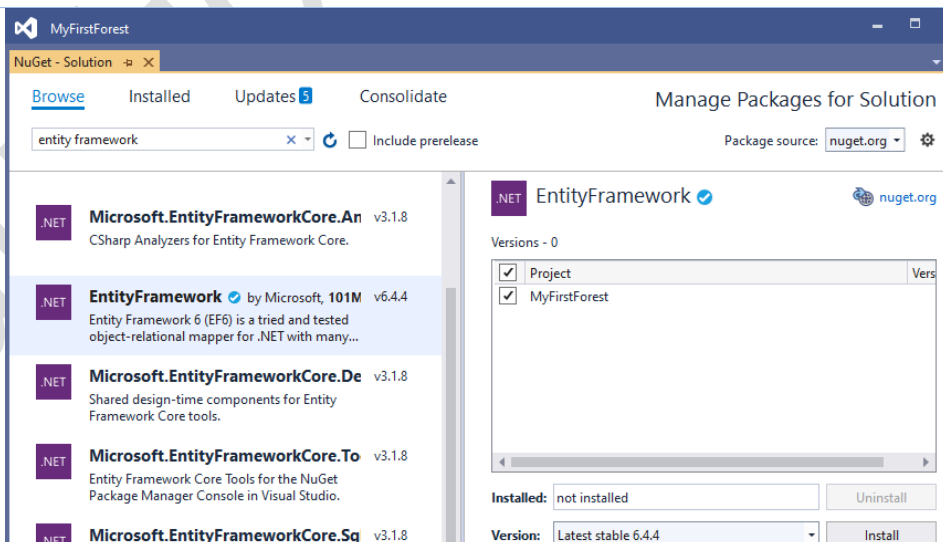 MyFirstForest
NuGet - Solution
Browse Installed Updates 5 Consolidate
Manage Packages for Solution
entity framework
Include prerelease
Package source: nuget.org
.NET
Microsoft.EntityFrameworkCore.An v3.1.8
CSharp Analyzers for Entity Framework Core.
.NET
EntityFramework by Microsoft, 101M v6.4.4
Entity Framework 6 (EF6) is a tried and tested
object-relational mapper for .NET with many...
.NET
Microsoft.EntityFrameworkCore.De v3.1.8
Shared design-time components for Entity
Framework Core tools.
.NET
Microsoft.EntityFrameworkCore.To v3.1.8
Entity Framework Core Tools for the NuGet
Package Manager Console in Visual Studio.
.NET
Microsoft.EntityFrameworkCore.Sq v3.1.8
.NET
EntityFramework
nuget.org
Versions - 0
Project Vers
MyFirstForest
Installed: not installed Uninstall
Version: Latest stable 6.4.4 Install